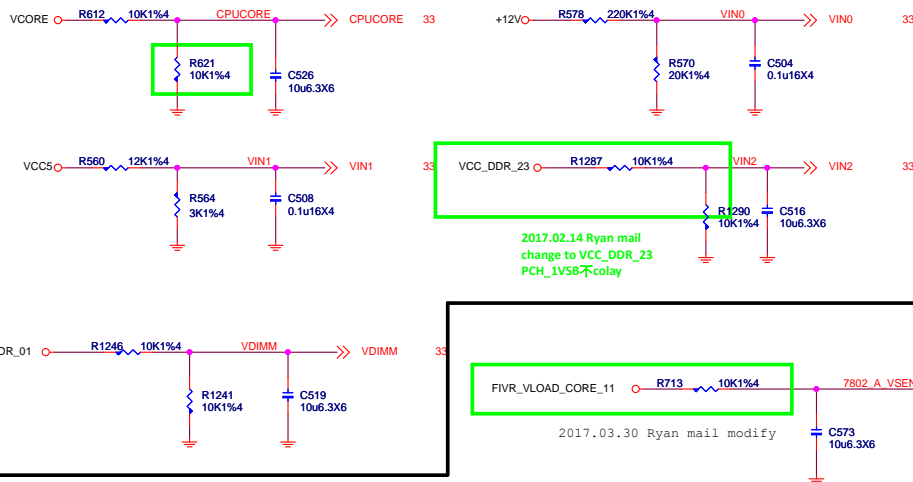 VCORE R612 10K1%4 CPUCORE CPUCORE 33
R621
10K1%4
C526
10u6.3X6
+12V R578 220K1%4 VIN0 VIN0 33
R570
20K1%4
C504
0.1u16X4
VCC5 R560 12K1%4 VIN1 VIN1 33
R564
3K1%4
C508
0.1u16X4
VCC_DDR_23 R1287 10K1%4 VIN2 VIN2 33
R1290
10K1%4
C516
10u6.3X6
2017.02.14 Ryan mail
change to VCC_DDR_23
PCH_1VSB不colay
DR_01 R1246 10K1%4 VDIMM VDIMM 33
R1241
10K1%4
C519
10u6.3X6
FIVR_VLOAD_CORE_11 R713 10K1%4 7802_A_VSEN
2017.03.30 Ryan mail modify
C573
10u6.3X6